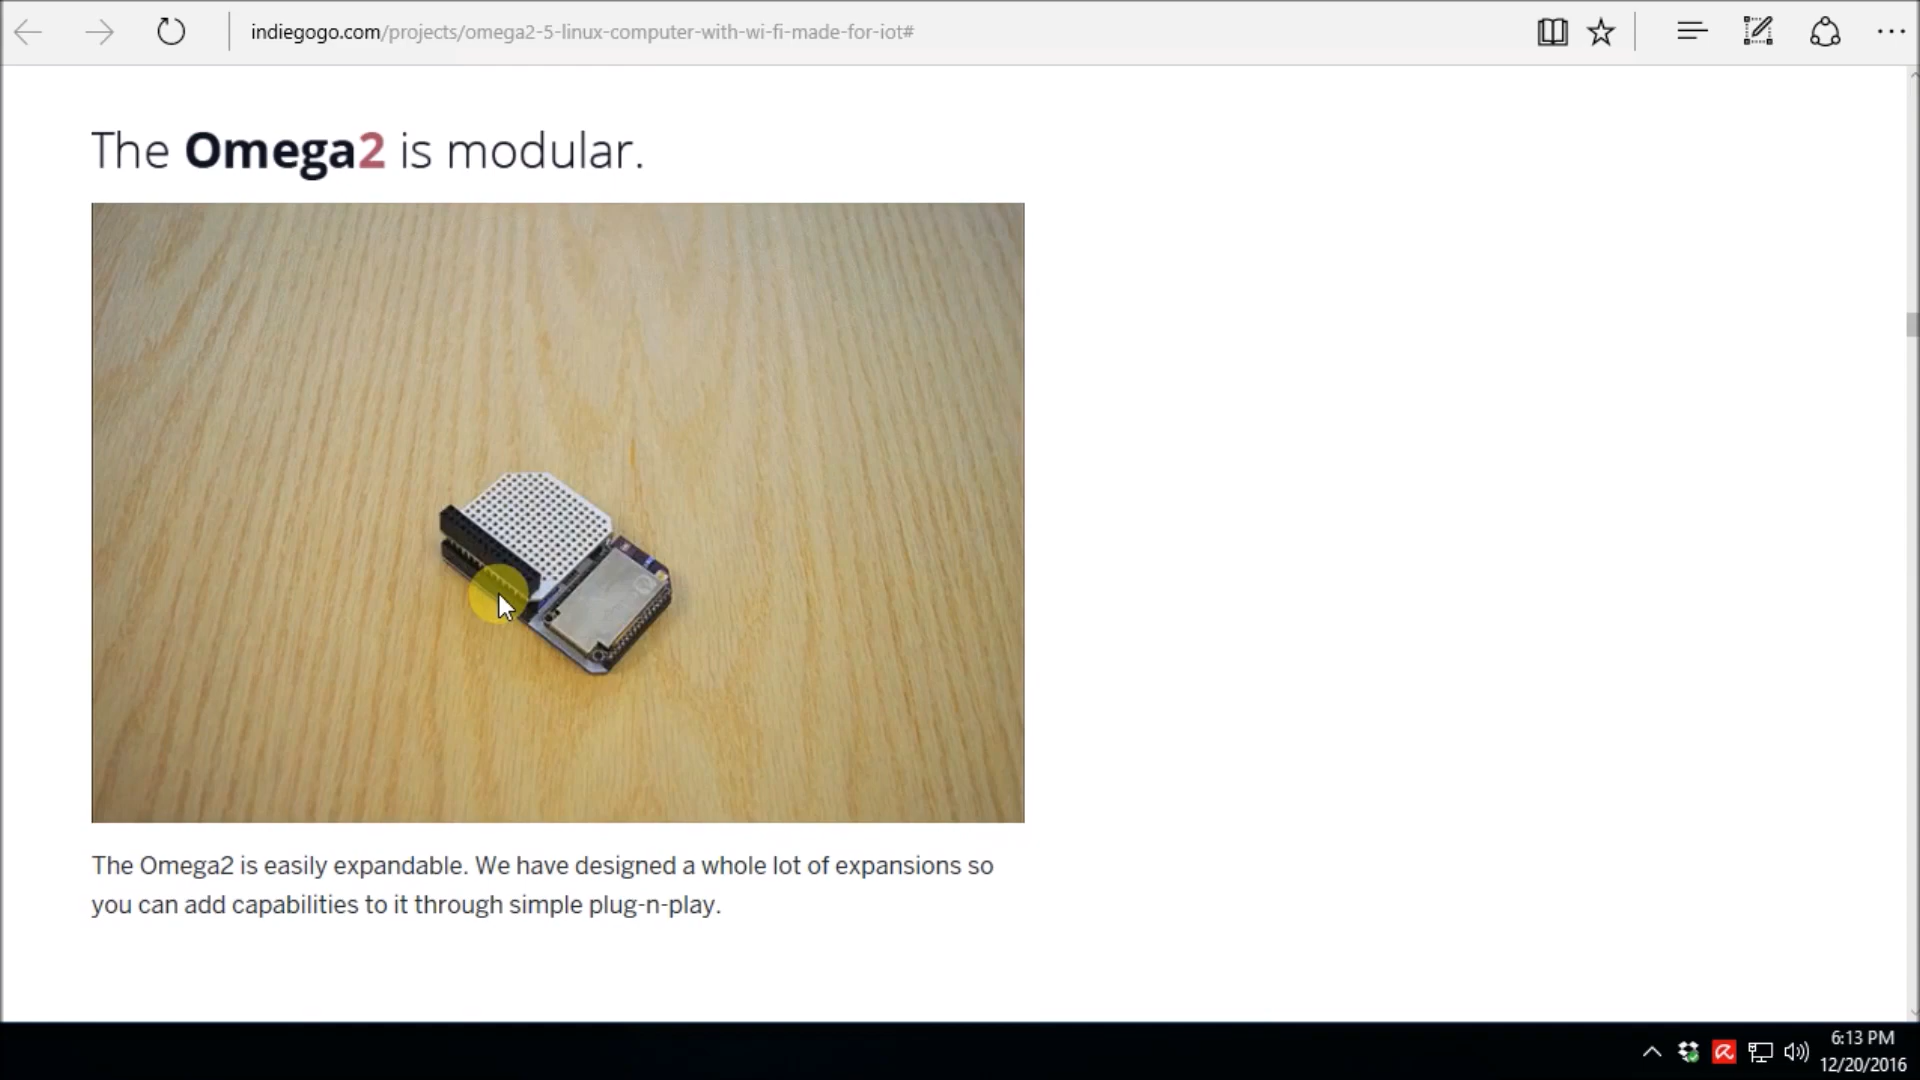 indiegogo.com/projects/omega2-5-linux-computer-with-wi-fi-made-for-iot#
The Omega2 is modular.
The Omega2 is easily expandable. We have designed a whole lot of expansions so
you can add capabilities to it through simple plug-n-play.
6:13 PM
12/20/2016